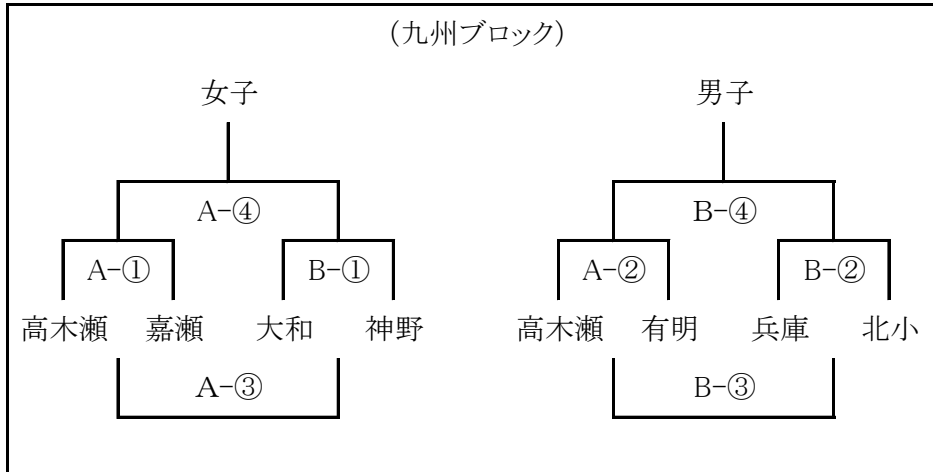 (九州ブロック)
女子 男子
A-④ B-④
A-① B-① A-② B-②
高木瀬 嘉瀬 大和 神野 高木瀬 有明 兵庫 北小
A-③ B-③